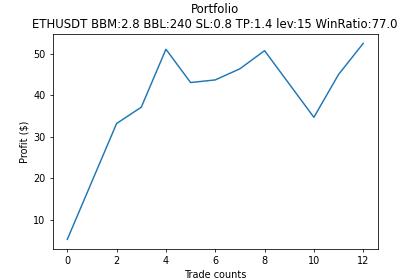 Portfolio
ETHUSDT BBM:2.8 BBL:240 SL:0.8 TP:1.4 lev:15 WinRatio:77.0
50
40
30
20
10
Profit ($)
0 2 4 6 8 10 12
Trade counts